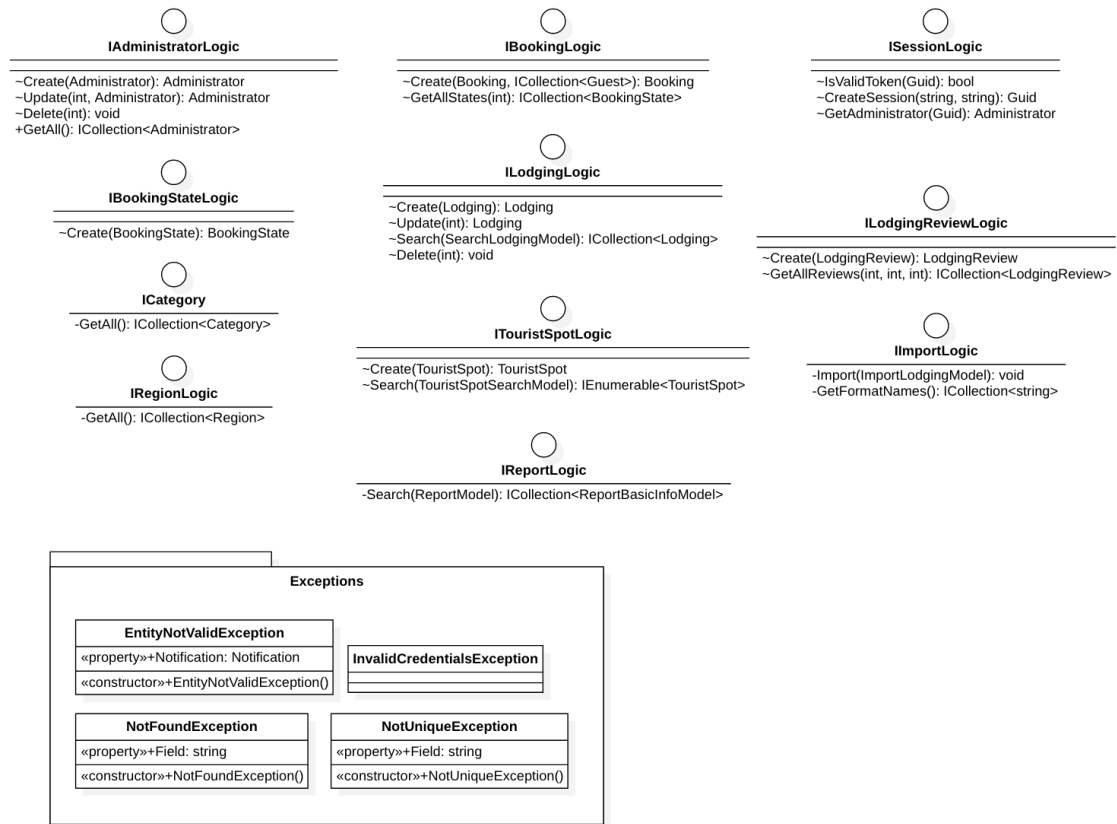 IAdministratorLogic
~Create(Administrator): Administrator
~Update(int, Administrator): Administrator
~Delete(int): void
+GetAll(): ICollection<Administrator>
IBookingStateLogic
~Create(BookingState): BookingState
ICategory
-GetAll(): ICollection<Category>
IRegionLogic
-GetAll(): ICollection<Region>
IBookingLogic
~Create(Booking, ICollection<Guest>): Booking
~GetAllStates(int): ICollection<BookingState>
ILodgingLogic
~Create(Lodging): Lodging
~Update(int): Lodging
~Search(SearchLodgingModel): ICollection<Lodging>
~Delete(int): void
ITouristSpotLogic
~Create(TouristSpot): TouristSpot
~Search(TouristSpotSearchModel): IEnumerable<TouristSpot>
IReportLogic
-Search(ReportModel): ICollection<ReportBasicInfoModel>
ISessionLogic
~IsValidToken(Guid): bool
~CreateSession(string, string): Guid
~GetAdministrator(Guid): Administrator
ILodgingReviewLogic
~Create(LodgingReview): LodgingReview
~GetAllReviews(int, int, int): ICollection<LodgingReview>
IImportLogic
-Import(ImportLodgingModel): void
-GetFormatNames(): ICollection<string>
Exceptions
EntityNotValidException
«property»+Notification: Notification
«constructor»+EntityNotValidException()
InvalidCredentialsException
NotFoundException
«property»+Field: string
«constructor»+NotFoundException()
NotUniqueException
«property»+Field: string
«constructor»+NotUniqueException()